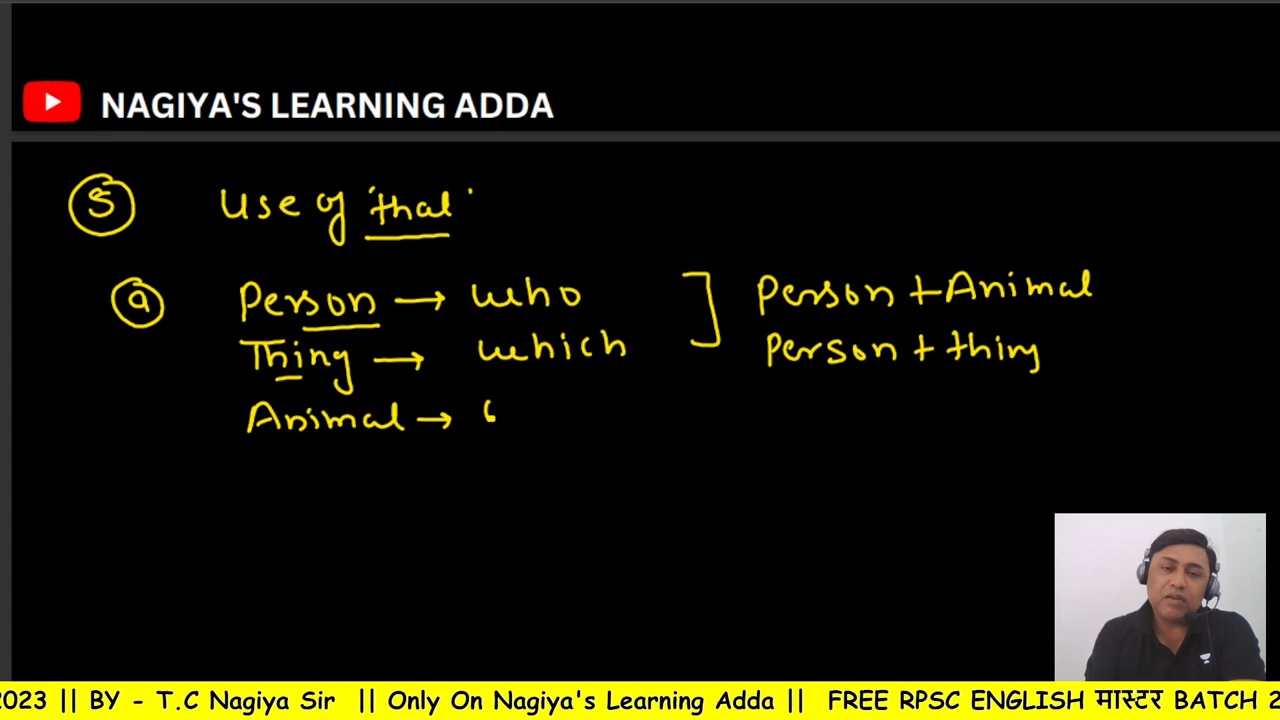 NAGIYA'S LEARNING ADDA
5 Use of 'that'
a Person → who ] Person + Animal
Thing → which Person + thing
Animal →
2023 || BY - T.C Nagiya Sir || Only On Nagiya's Learning Adda || FREE RPSC ENGLISH मास्टर BATCH 2